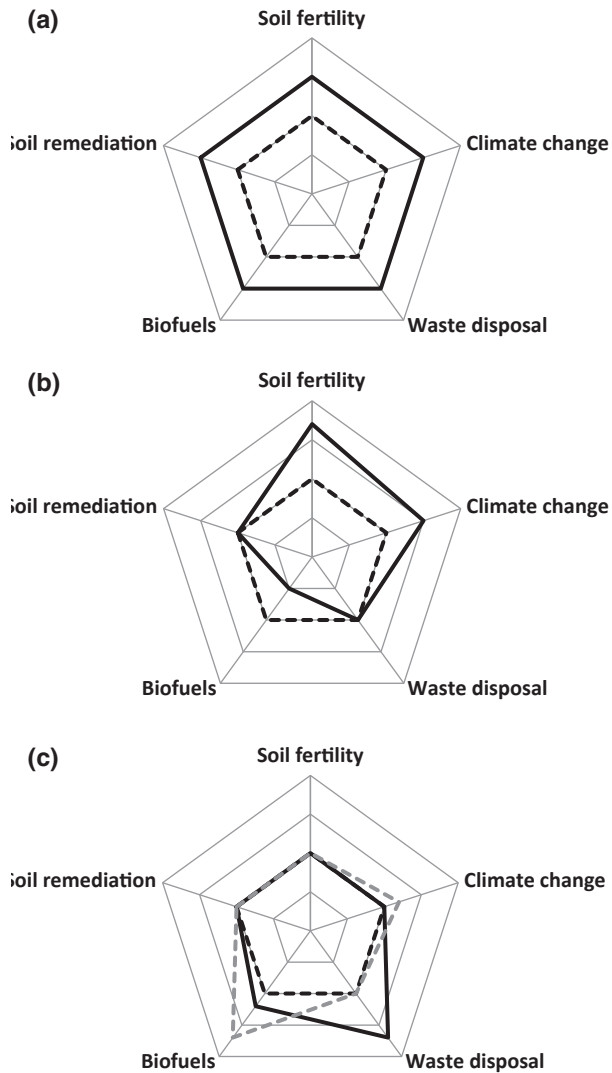 (a)
Soil fertility
Soil remediation
Climate change
Biofuels
Waste disposal
(b)
Soil fertility
Soil remediation
Climate change
Biofuels
Waste disposal
(c)
Soil fertility
Soil remediation
Climate change
Biofuels
Waste disposal